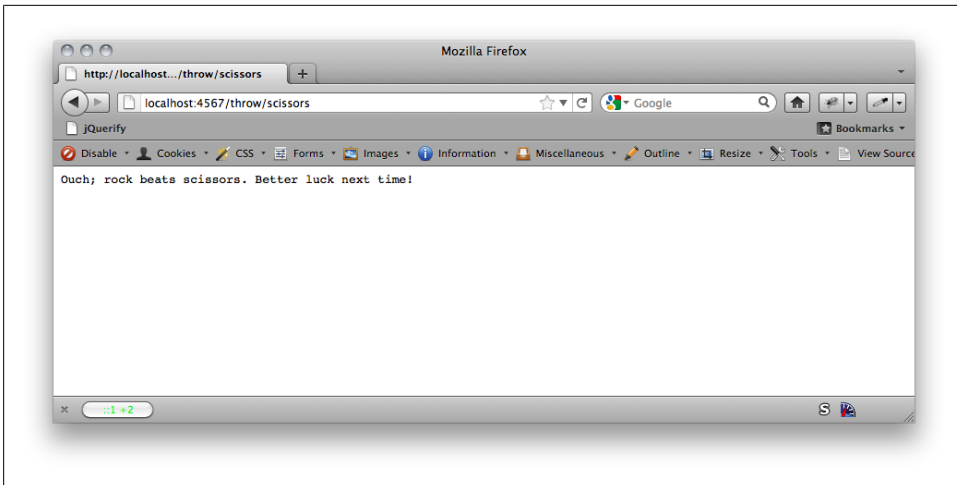 Mozilla Firefox
http://localhost.../throw/scissors
localhost:4567/throw/scissors
Google
jQuerify
Bookmarks
Disable Cookies CSS Forms Images Information Miscellaneous Outline Resize Tools View Source
Ouch; rock beats scissors. Better luck next time!
::1 +2
S